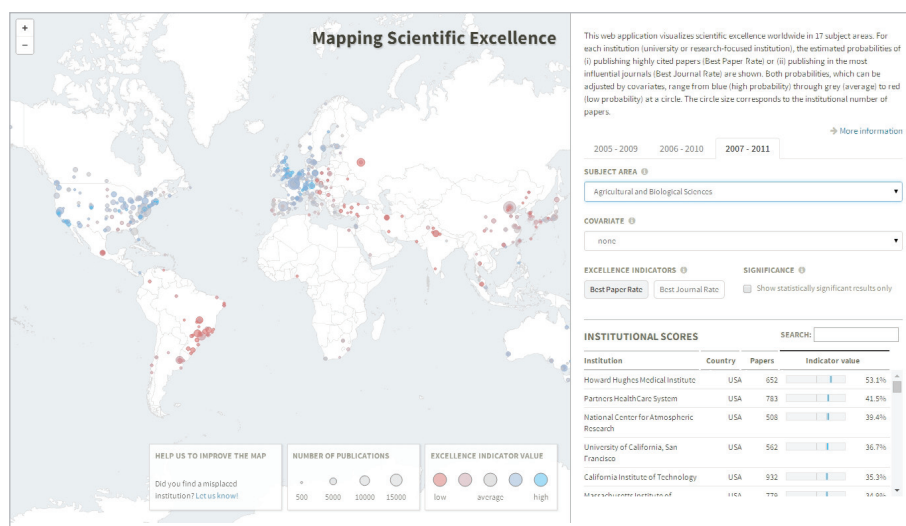 +
−
Mapping Scientific Excellence
This web application visualizes scientific excellence worldwide in 17 subject areas. For
each institution (university or research-focused institution), the estimated probabilities of
(i) publishing highly cited papers (Best Paper Rate) or (ii) publishing in the most
influential journals (Best Journal Rate) are shown. Both probabilities, which can be
adjusted by covariates, range from blue (high probability) through grey (average) to red
(low probability) at a circle. The circle size corresponds to the institutional number of
papers.
→ More information
2005 - 2009 2006 - 2010 2007 - 2011
SUBJECT AREA
Agricultural and Biological Sciences
COVARIATE
none
EXCELLENCE INDICATORS SIGNIFICANCE
Best Paper Rate Best Journal Rate Show statistically significant results only
INSTITUTIONAL SCORES SEARCH:
Institution Country Papers Indicator value
Howard Hughes Medical Institute USA 652 53.1%
Partners HealthCare System USA 783 41.5%
National Center for Atmospheric
Research USA 508 39.4%
University of California, San
Francisco USA 562 36.7%
California Institute of Technology USA 932 35.3%
Massachusetts Institute of USA 779 34.9%
HELP US TO IMPROVE THE MAP
Did you find a misplaced
institution? Let us know!
NUMBER OF PUBLICATIONS
500 5000 10000 15000
EXCELLENCE INDICATOR VALUE
low average high